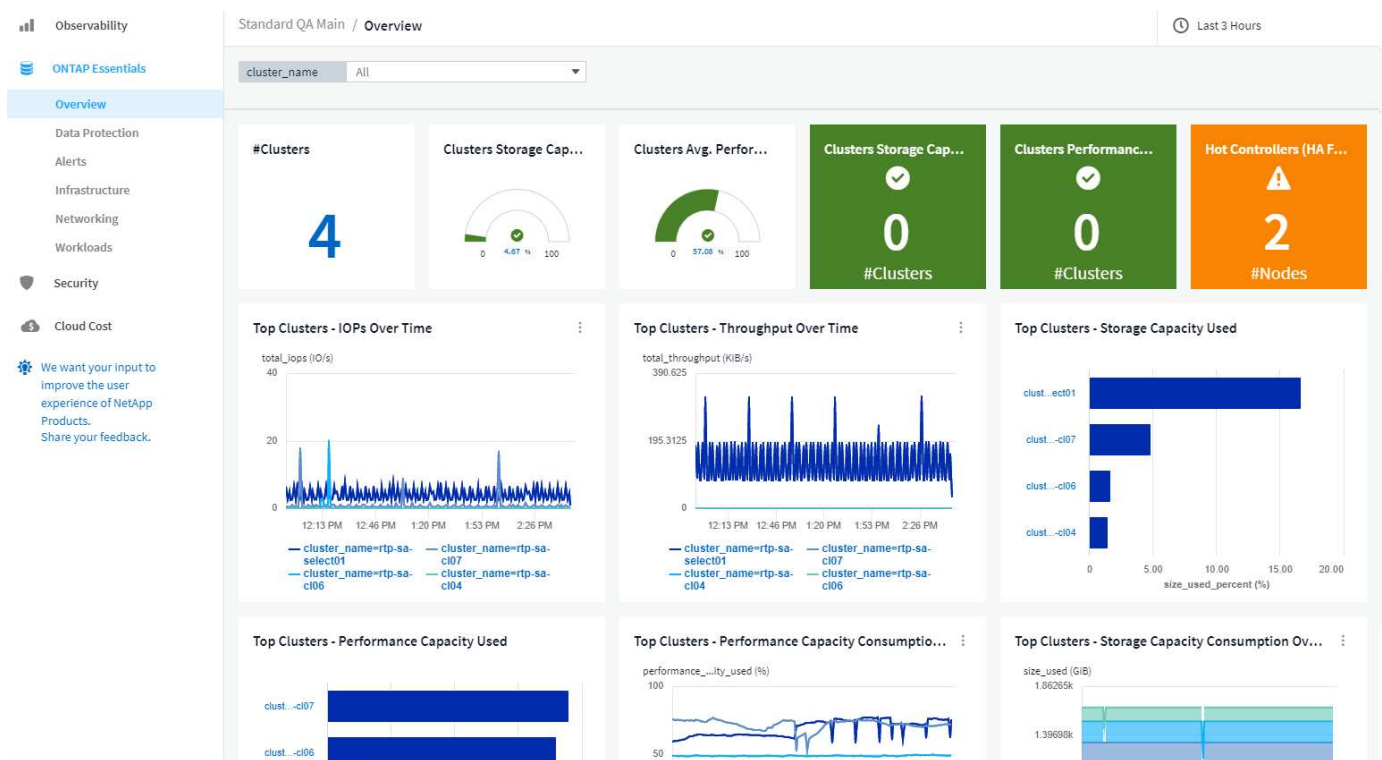 Observability
ONTAP Essentials
Overview
Data Protection
Alerts
Infrastructure
Networking
Workloads
Security
Cloud Cost
We want your input to
improve the user
experience of NetApp
Products.
Share your feedback.
Standard QA Main / Overview
Last 3 Hours
cluster_name All
#Clusters
4
Clusters Storage Cap...
4.67 %
0 100
Clusters Avg. Perfor...
57.08 %
0 100
Clusters Storage Cap...
0
#Clusters
Clusters Performanc...
0
#Clusters
Hot Controllers (HA F...
2
#Nodes
Top Clusters - IOPs Over Time
total_iops (IO/s)
40
20
0
12:13 PM 12:46 PM 1:20 PM 1:53 PM 2:26 PM
cluster_name=rtp-sa-select01
cluster_name=rtp-sa-cl07
cluster_name=rtp-sa-cl06
cluster_name=rtp-sa-cl04
Top Clusters - Throughput Over Time
total_throughput (KiB/s)
390.625
195.3125
0
12:13 PM 12:46 PM 1:20 PM 1:53 PM 2:26 PM
cluster_name=rtp-sa-select01
cluster_name=rtp-sa-cl07
cluster_name=rtp-sa-cl04
cluster_name=rtp-sa-cl06
Top Clusters - Storage Capacity Used
clust...ect01
clust...-cl07
clust...-cl06
clust...-cl04
0 5.00 10.00 15.00 20.00
size_used_percent (%)
Top Clusters - Performance Capacity Used
clust...-cl07
clust...-cl06
Top Clusters - Performance Capacity Consumptio...
performance_...ity_used (%)
100
50
Top Clusters - Storage Capacity Consumption Ov...
size_used (GiB)
1.86265k
1.39698k